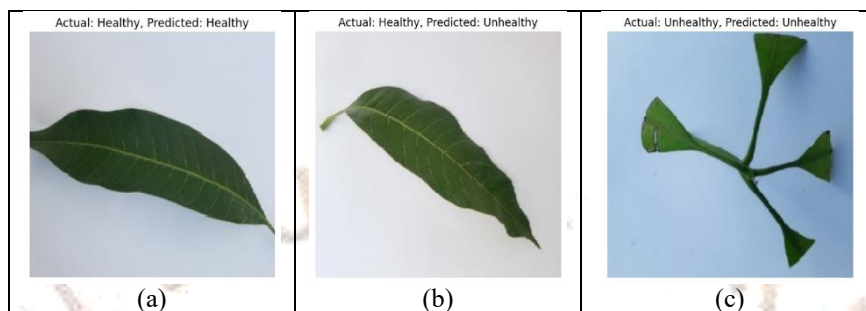 Actual: Healthy, Predicted: Healthy
Actual: Healthy, Predicted: Unhealthy
Actual: Unhealthy, Predicted: Unhealthy
(a)
(b)
(c)